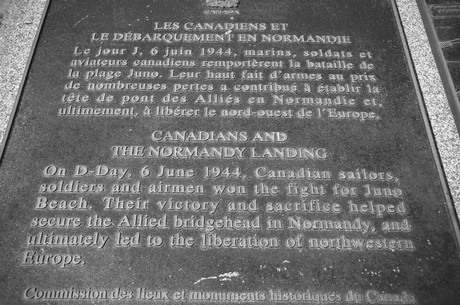 LES CANADIENS ET
LE DÉBARQUEMENT EN NORMANDIE
Le jour J, 6 juin 1944, marins, soldats et
aviateurs canadiens remportèrent la bataille de
la plage Juno. Leur haut fait d'armes au prix
de nombreuses pertes a contribué à établir la
tête de pont des Alliés en Normandie et,
ultimement, à libérer le nord-ouest de l'Europe.
CANADIANS AND
THE NORMANDY LANDING
On D-Day, 6 June 1944, Canadian sailors,
soldiers and airmen won the fight for Juno
Beach. Their victory and sacrifice helped
secure the Allied bridgehead in Normandy, and
ultimately led to the liberation of northwestern
Europe.
Commission des lieux et monuments historiques du Canada